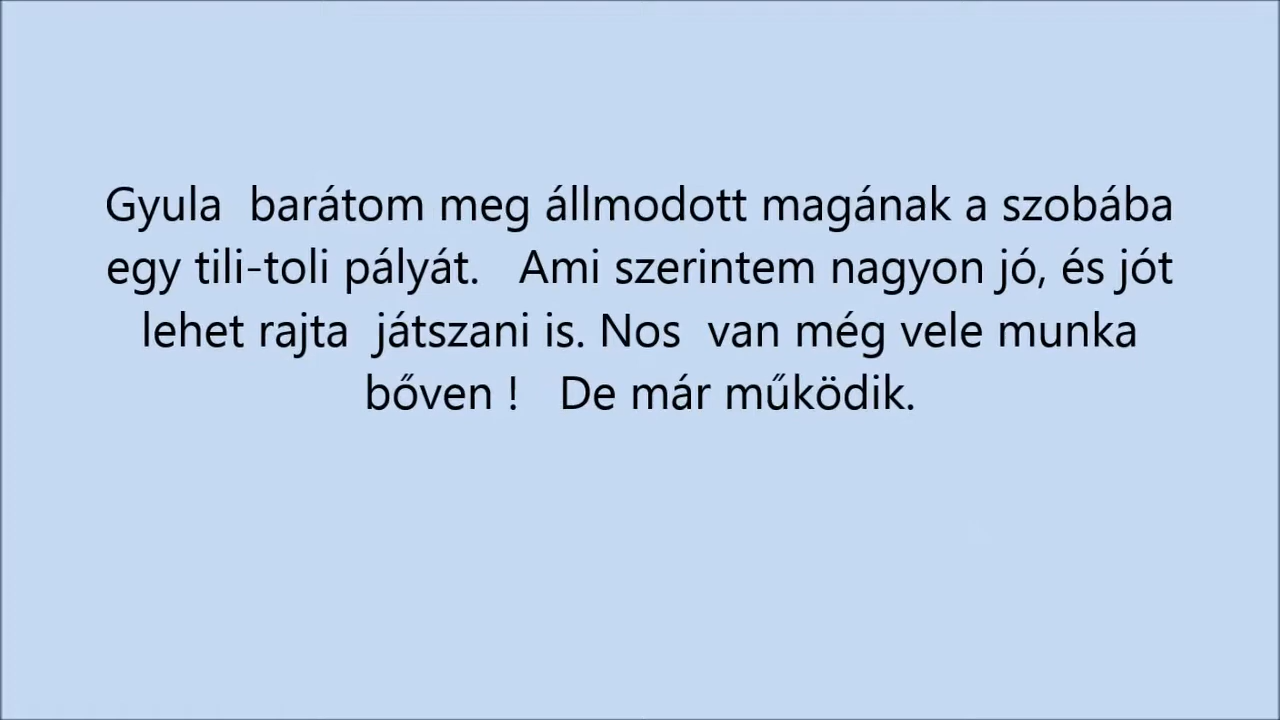 Gyula  barátom meg állmodott magának a szobába
egy tili-toli pályát.   Ami szerintem nagyon jó, és jót
lehet rajta  játszani is. Nos  van még vele munka
bőven !   De már működik.